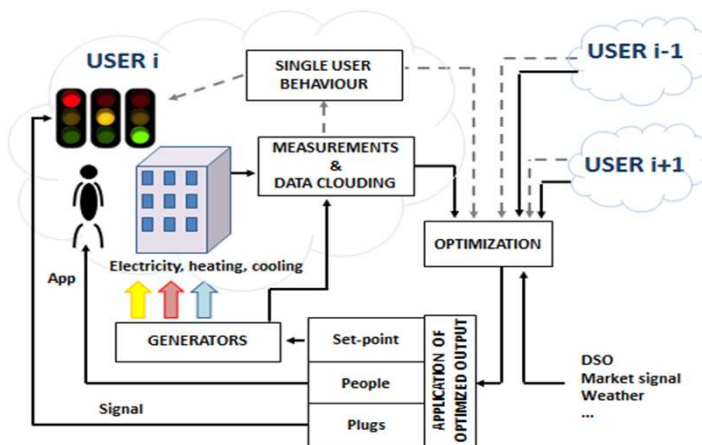 USER i
SINGLE USER
BEHAVIOUR
USER i-1
MEASUREMENTS
&
DATA CLOUDING
USER i+1
OPTIMIZATION
Electricity, heating, cooling
App
GENERATORS
Set-point
People
Plugs
APPLICATION OF
OPTIMIZED OUTPUT
Signal
DSO
Market signal
Weather
...